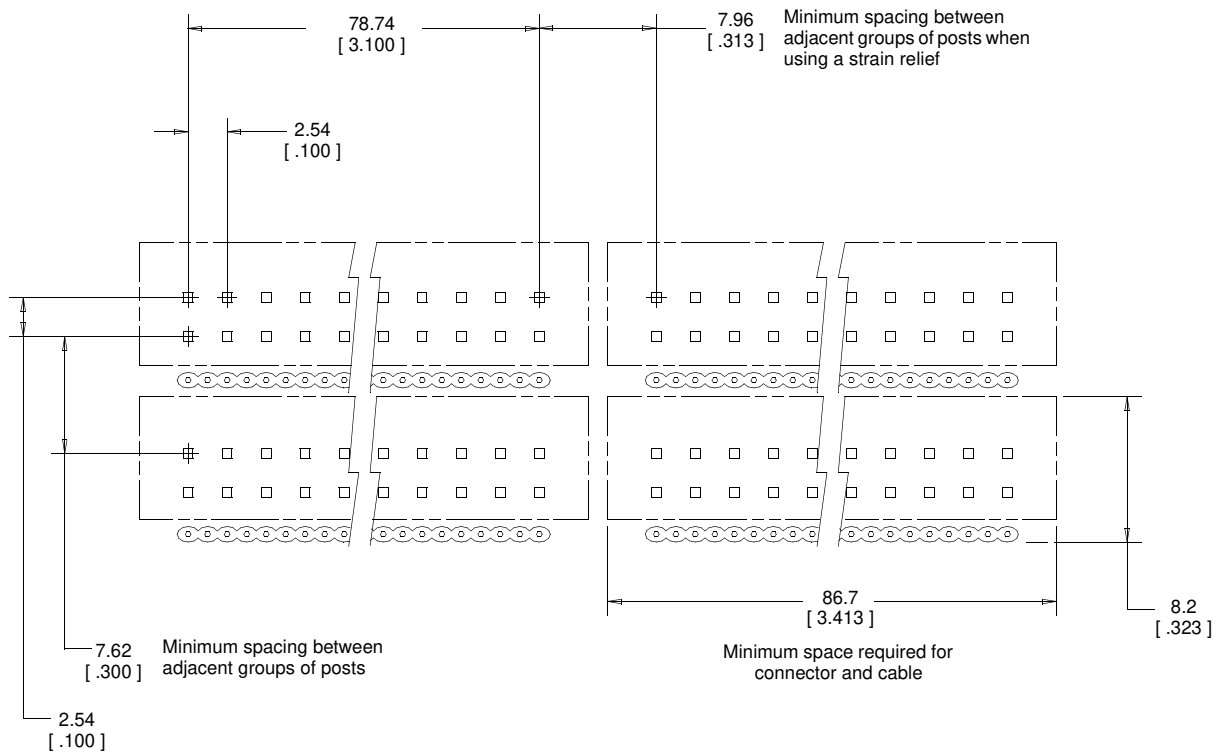 78.74
[ 3.100 ]
7.96
[ .313 ]
Minimum spacing between
adjacent groups of posts when
using a strain relief
2.54
[ .100 ]
86.7
[ 3.413 ]
Minimum space required for
connector and cable
8.2
[ .323 ]
7.62
[ .300 ]
Minimum spacing between
adjacent groups of posts
2.54
[ .100 ]